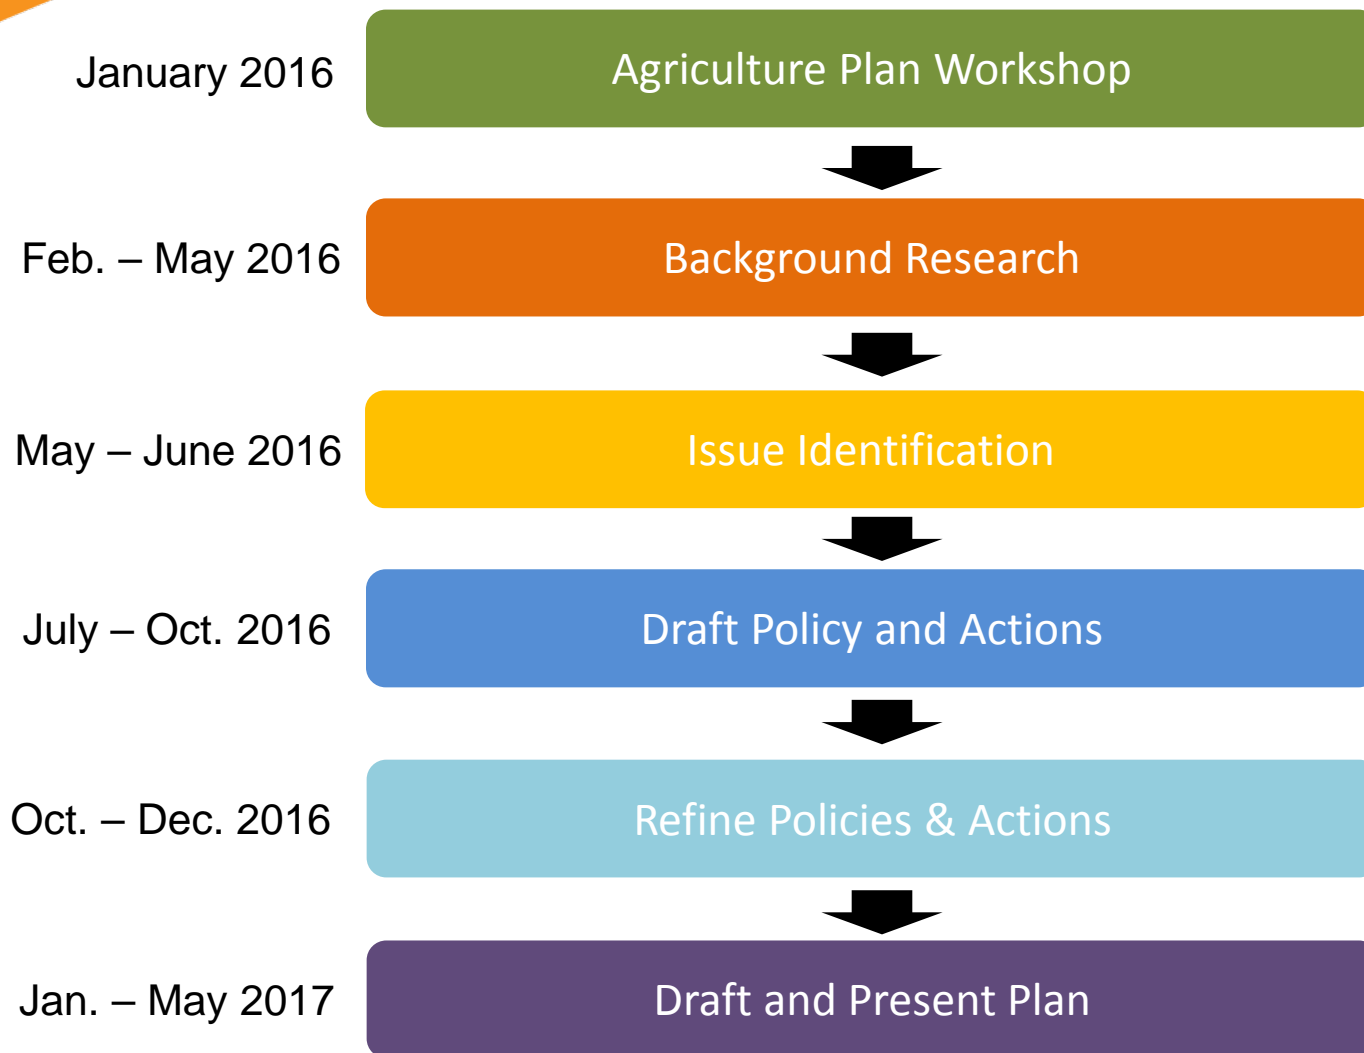 January 2016
Agriculture Plan Workshop
Feb. – May 2016
Background Research
May – June 2016
Issue Identification
July – Oct. 2016
Draft Policy and Actions
Oct. – Dec. 2016
Refine Policies & Actions
Jan. – May 2017
Draft and Present Plan